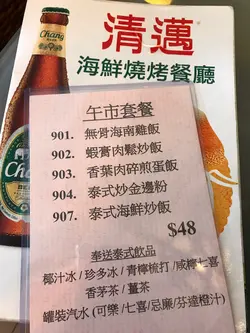 Chang
清邁
海鮮燒烤餐廳
午市套餐
901. 無骨海南雞飯
902. 蝦膏肉鬆炒飯
903. 香葉肉碎煎蛋飯
904. 泰式炒金邊粉
907. 泰式海鮮炒飯
$48
奉送泰式飲品
椰汁冰 / 珍多冰 / 青檸梳打 / 咸檸七喜
香茅茶 / 薑茶
罐裝汽水 (可樂 / 七喜 / 忌廉 / 芬達橙汁)